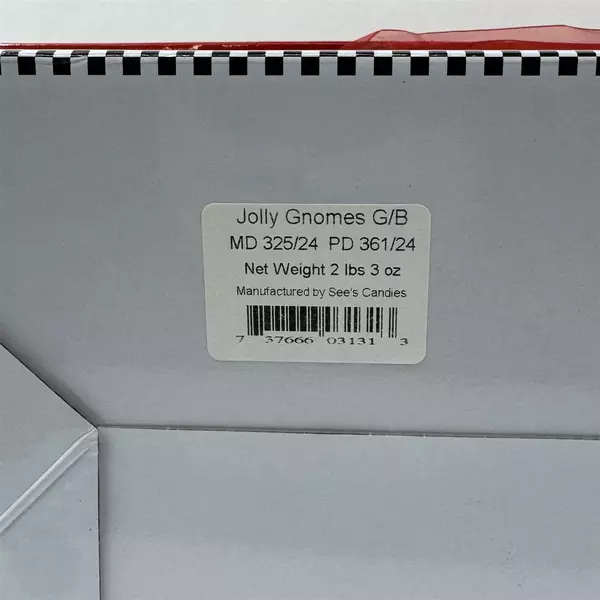 Jolly Gnomes G/B
MD 325/24 PD 361/24
Net Weight 2 lbs 3 oz
Manufactured by See's Candies
7 37666 03131 3